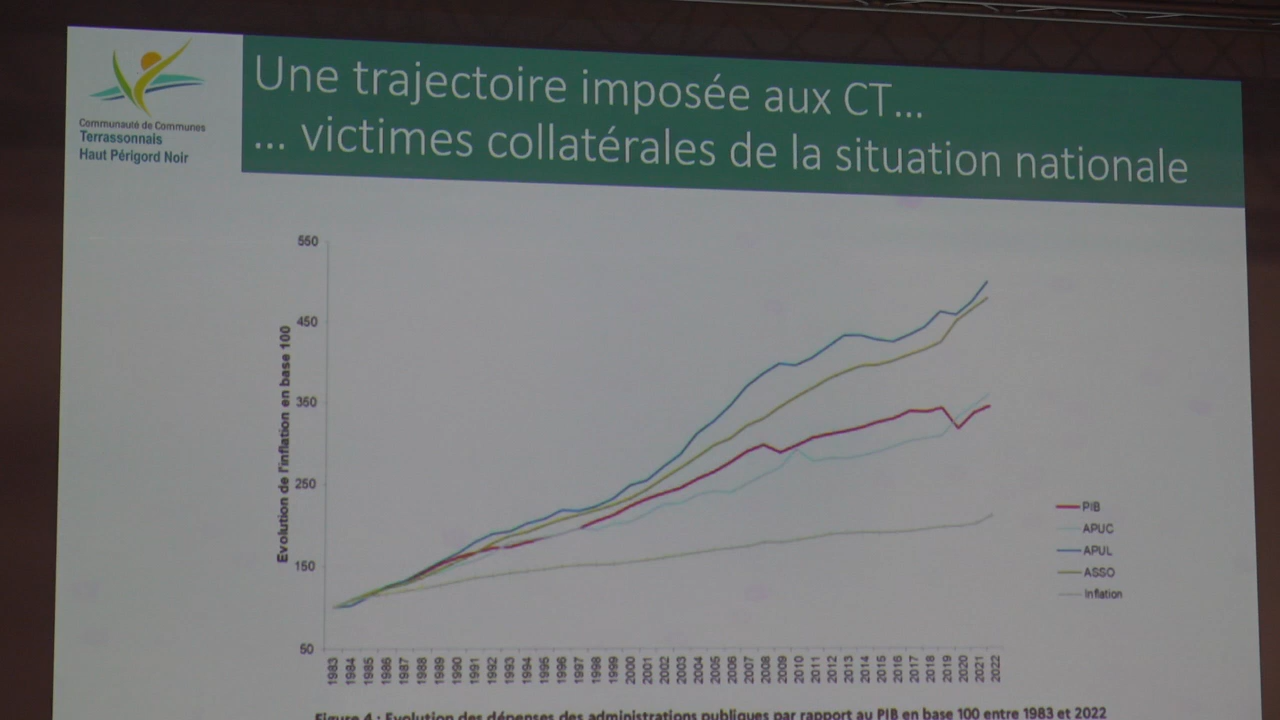 Communauté de Communes
Terrassonnais
Haut Périgord Noir
Une trajectoire imposée aux CT...
... victimes collatérales de la situation nationale
Evolution de l'inflation en base 100
550
450
350
250
150
50
1983 1984 1985 1986 1987 1988 1989 1990 1991 1992 1993 1994 1995 1996 1997 1998 1999 2000 2001 2002 2003 2004 2005 2006 2007 2008 2009 2010 2011 2012 2013 2014 2015 2016 2017 2018 2019 2020 2021 2022
PIB
APUC
APUL
ASSO
Inflation
Figure 4 : Evolution des dépenses des administrations publiques par rapport au PIB en base 100 entre 1983 et 2022